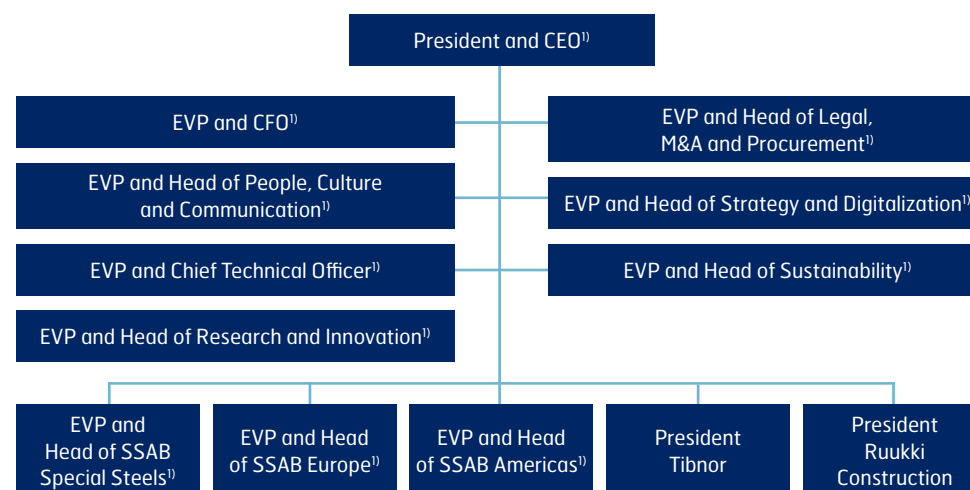 President and CEO¹⁾
EVP and CFO¹⁾
EVP and Head of Legal,
M&A and Procurement¹⁾
EVP and Head of People, Culture
and Communication¹⁾
EVP and Head of Strategy and Digitalization¹⁾
EVP and Chief Technical Officer¹⁾
EVP and Head of Sustainability¹⁾
EVP and Head of Research and Innovation¹⁾
EVP and
Head of SSAB
Special Steels¹⁾
EVP and Head
of SSAB Europe¹⁾
EVP and Head
of SSAB Americas¹⁾
President
Tibnor
President
Ruukki
Construction